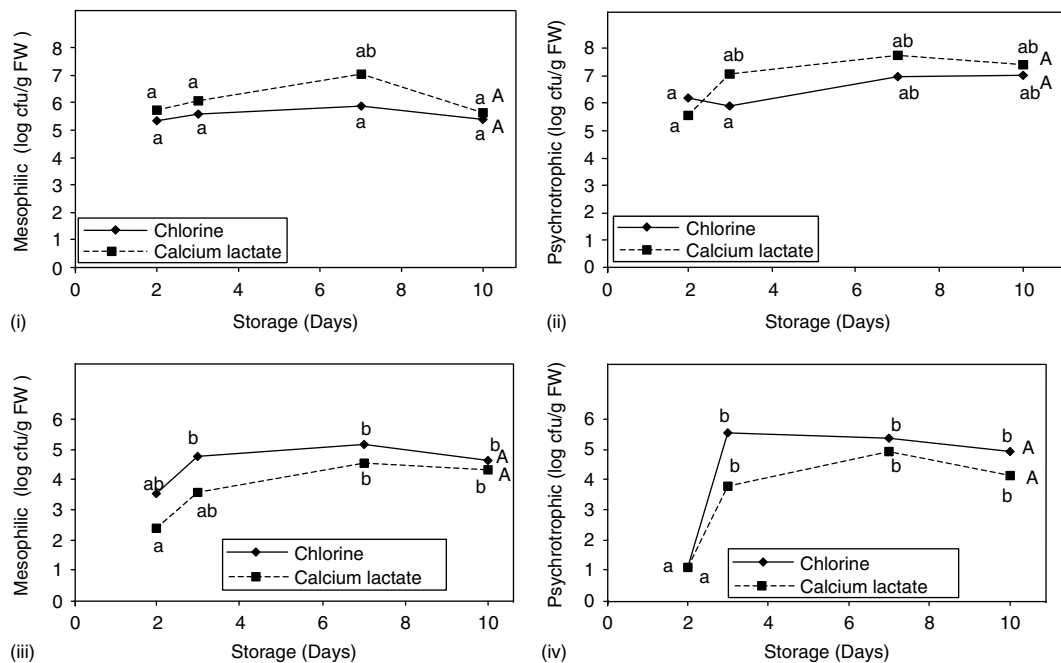 Mesophilic (log cfu/g FW )
9
8
7
6
5
4
3
2
1
0
a
a
ab
a
a
a
a
a
A
A
Chlorine
Calcium lactate
0
2
4
6
8
10
(i)
Storage (Days)
Psychrotrophic (log cfu/g FW)
9
8
7
6
5
4
3
2
1
0
a
a
ab
a
ab
ab
ab
ab
A
A
Chlorine
Calcium lactate
0
2
4
6
8
10
(ii)
Storage (Days)
Mesophilic (log cfu/g FW )
6
5
4
3
2
1
0
ab
a
b
ab
b
b
b
b
A
A
Chlorine
Calcium lactate
0
2
4
6
8
10
(iii)
Storage (Days)
Psychrotrophic (log cfu/g FW)
6
5
4
3
2
1
0
a
a
b
b
b
b
b
b
A
A
Chlorine
Calcium lactate
0
2
4
6
8
10
(iv)
Storage (Days)